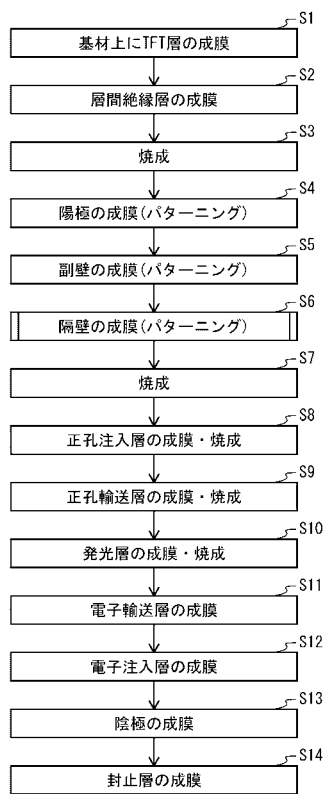 S1
基材上にTFT層の成膜
S2
層間絶縁層の成膜
S3
焼成
S4
陽極の成膜(パターニング)
S5
副壁の成膜(パターニング)
S6
隔壁の成膜(パターニング)
S7
焼成
S8
正孔注入層の成膜・焼成
S9
正孔輸送層の成膜・焼成
S10
発光層の成膜・焼成
S11
電子輸送層の成膜
S12
電子注入層の成膜
S13
陰極の成膜
S14
封止層の成膜